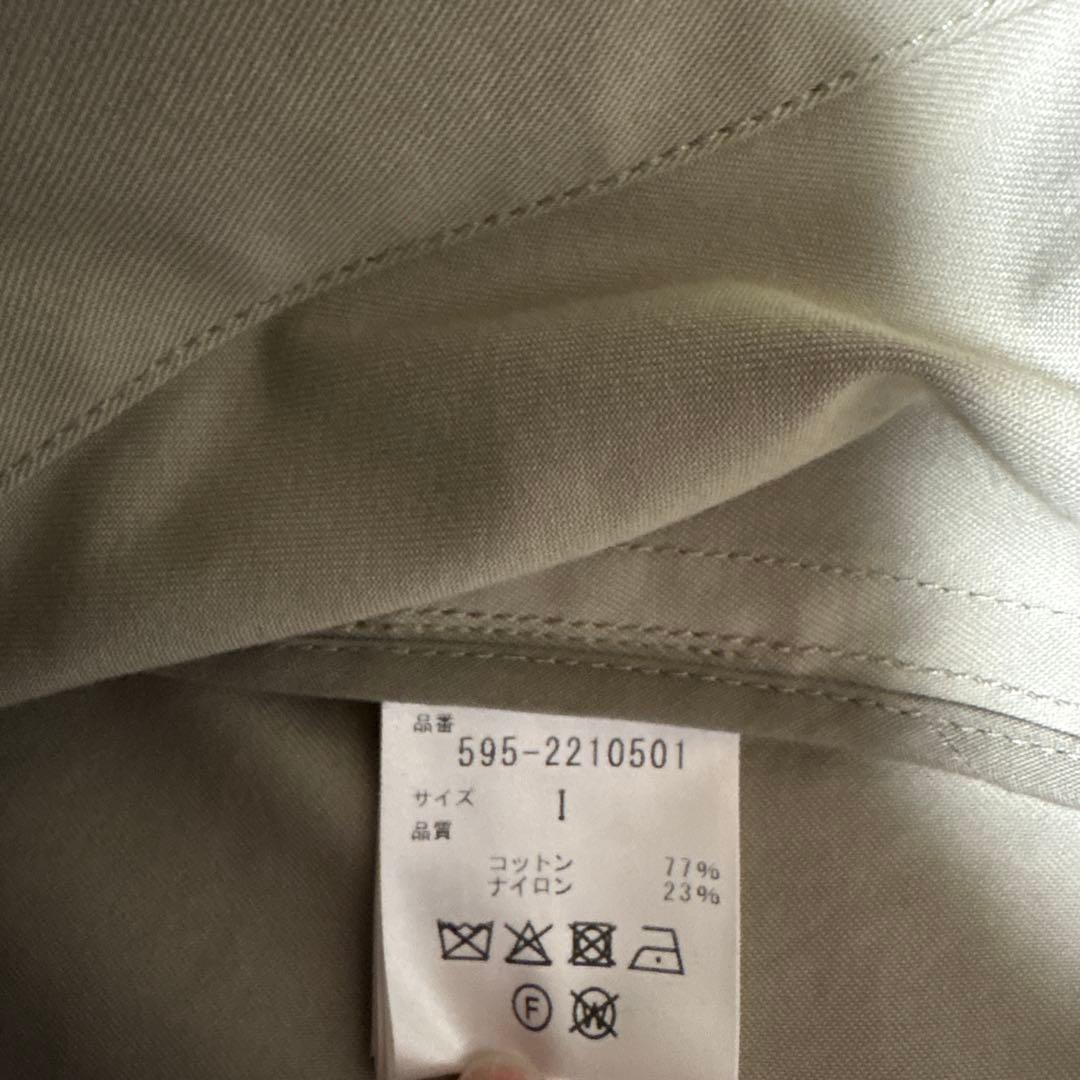 品番
595-2210501
サイズ I
品質
コットン 77%
ナイロン 23%
F
W